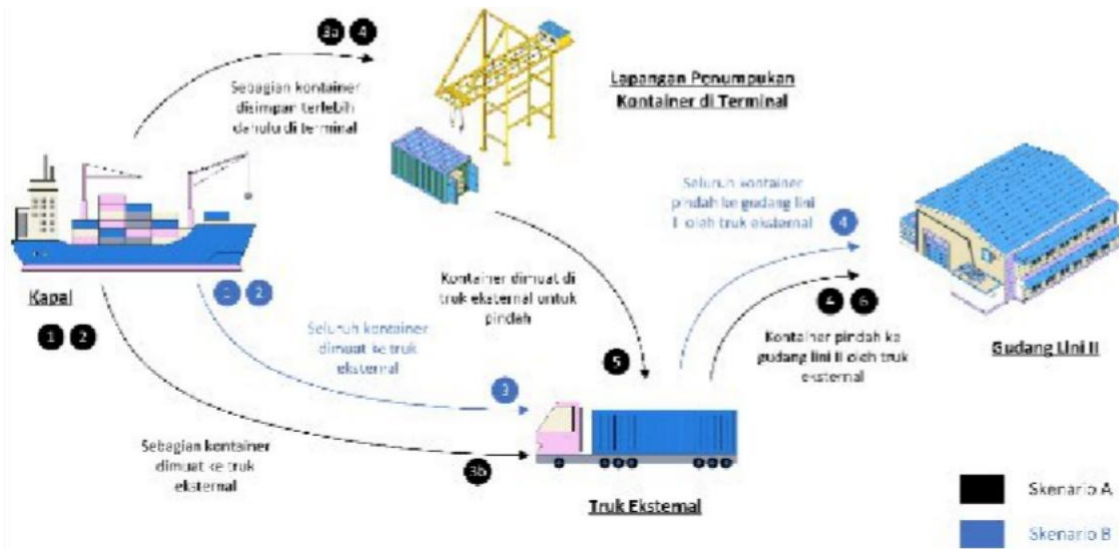 3a 4
Sebagian kontainer
disimpan terlebih
dahulu di terminal
Lapangan Penumpukan
Kontainer di Terminal
Seluruh kontainer
pindah ke gudang lini
II oleh truk eksternal
4
Kapal
1 2
1 2
Kontainer dimuat di
truk eksternal untuk
pindah
4 6
Kontainer pindah ke
gudang lini II oleh truk
eksternal
Gudang Lini II
Seluruh kontainer
dimuat ke truk
eksternal
5
3
Sebagian kontainer
dimuat ke truk
eksternal
3b
Truk Eksternal
Skenario A
Skenario B